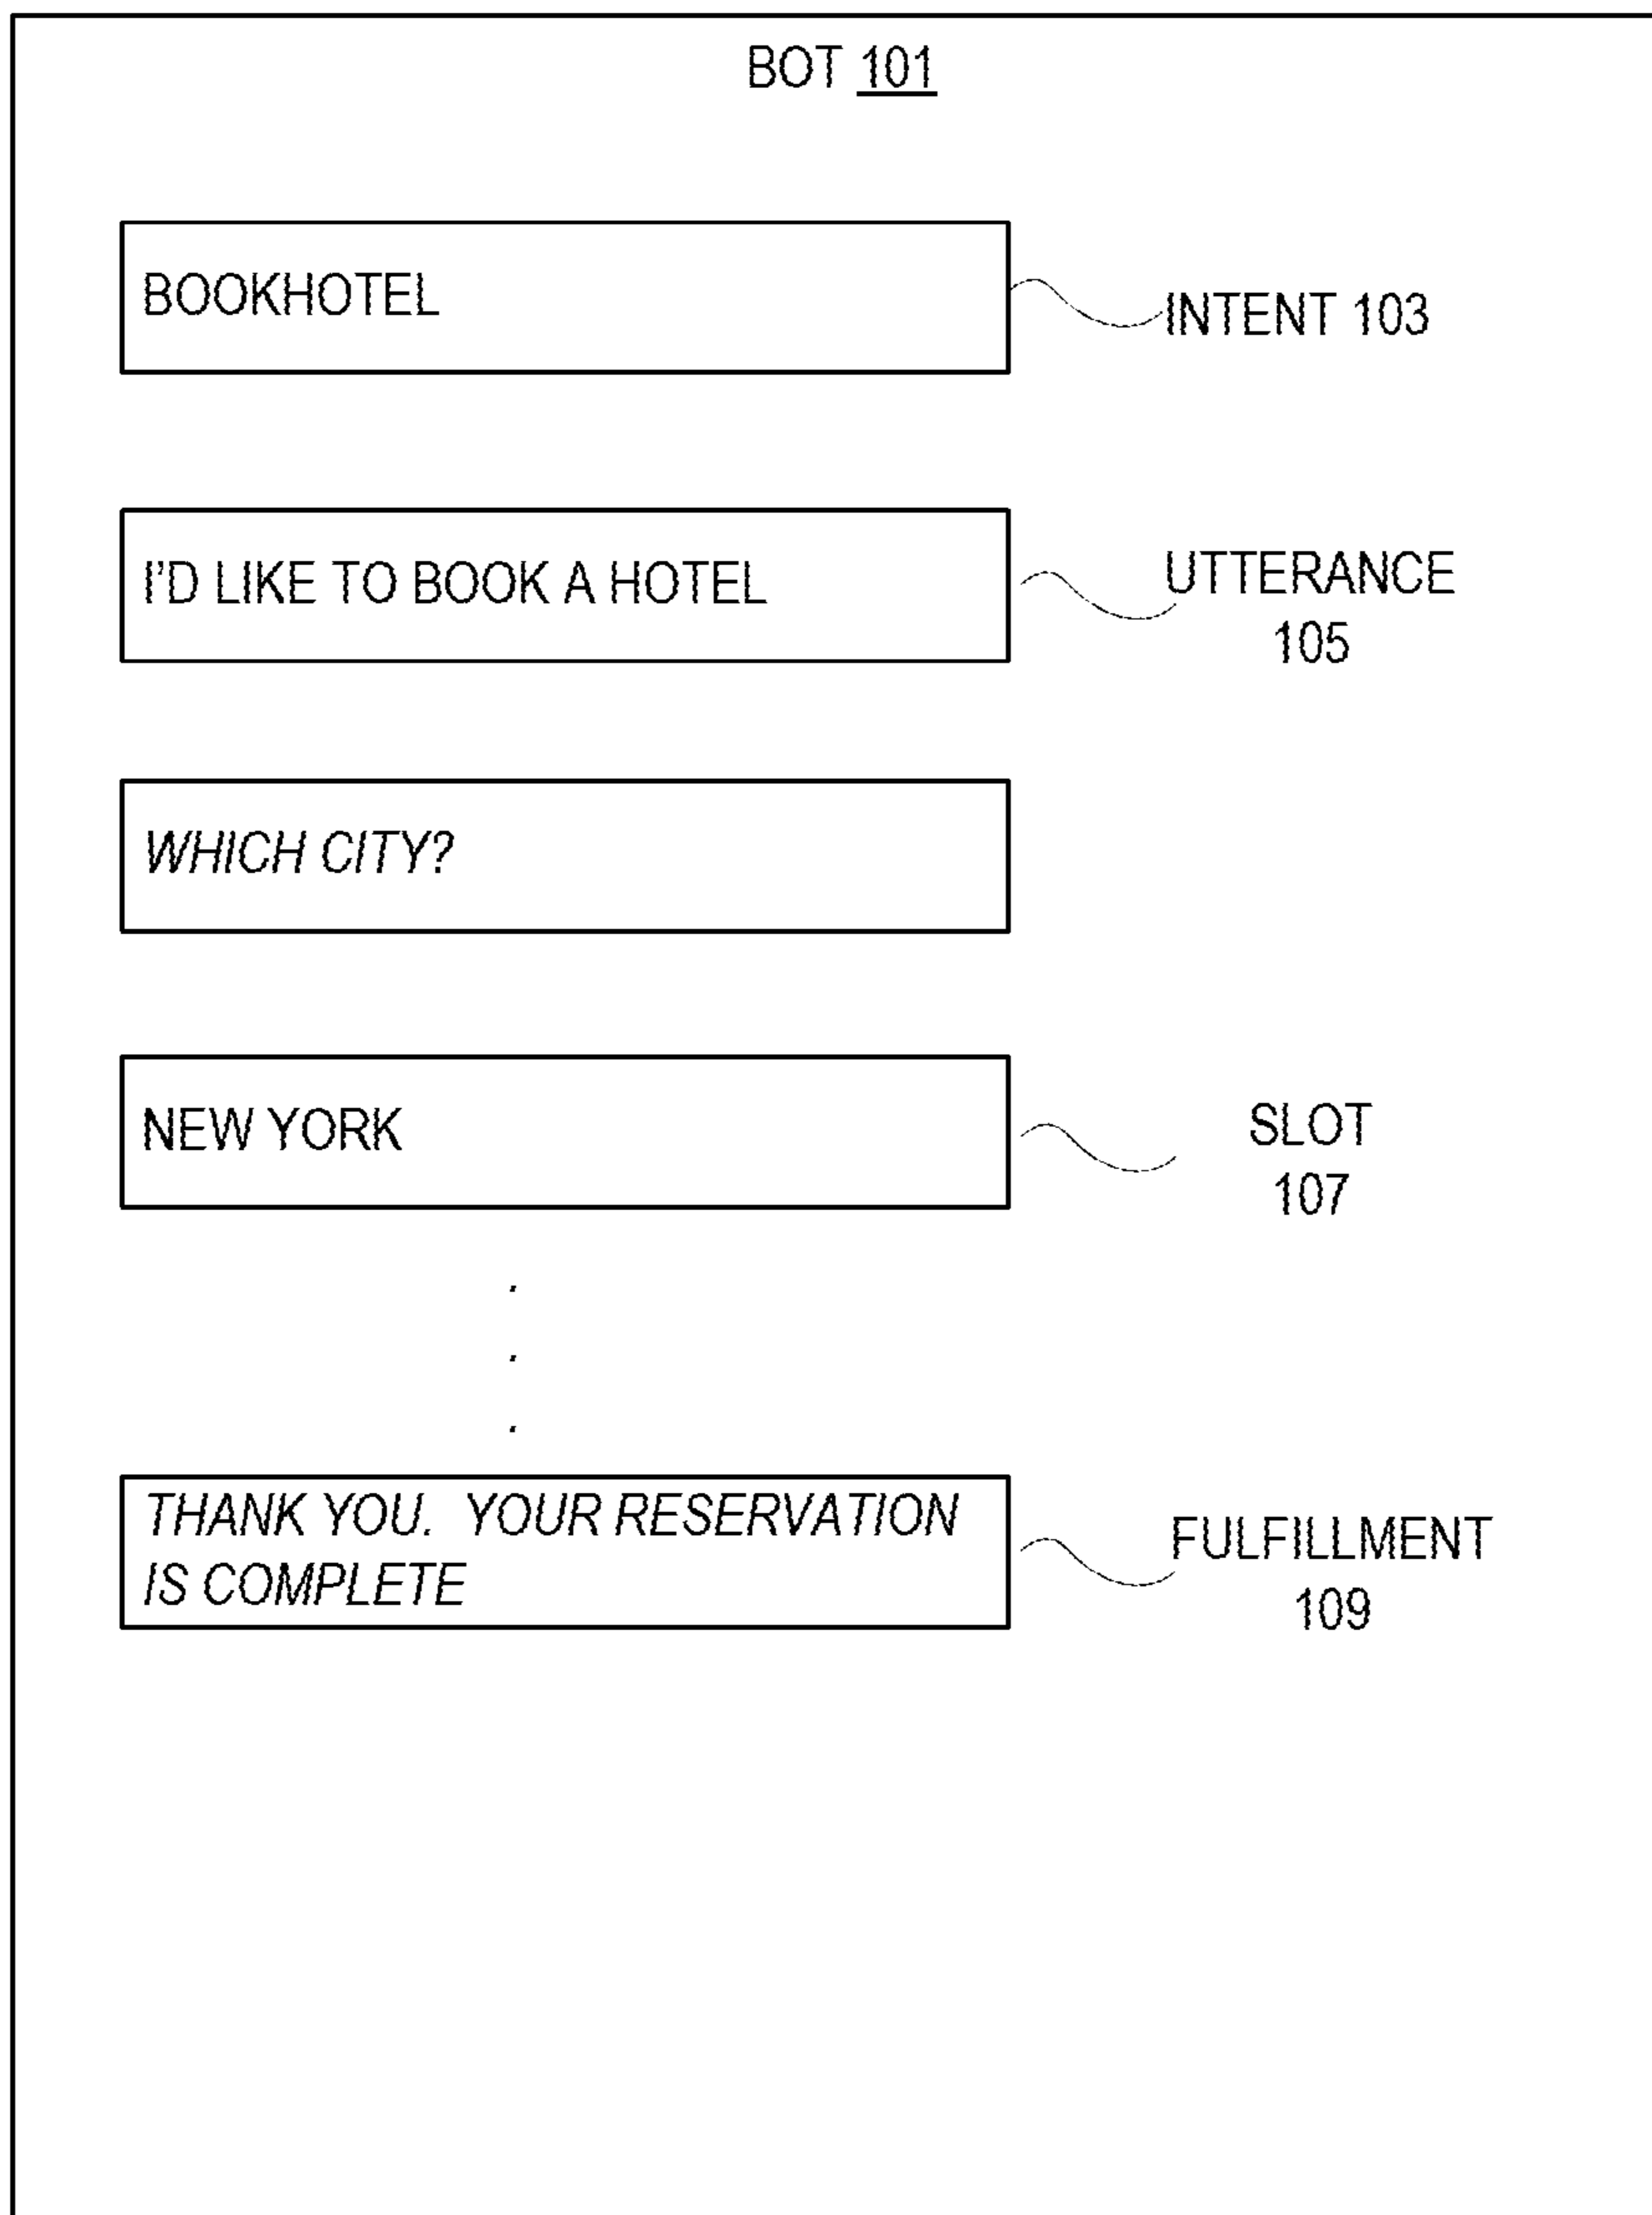 BOT 101
BOOKHOTEL
INTENT 103
I'D LIKE TO BOOK A HOTEL
UTTERANCE
105
WHICH CITY?
NEW YORK
SLOT
107
.
.
.
THANK YOU. YOUR RESERVATION
IS COMPLETE
FULFILLMENT
109